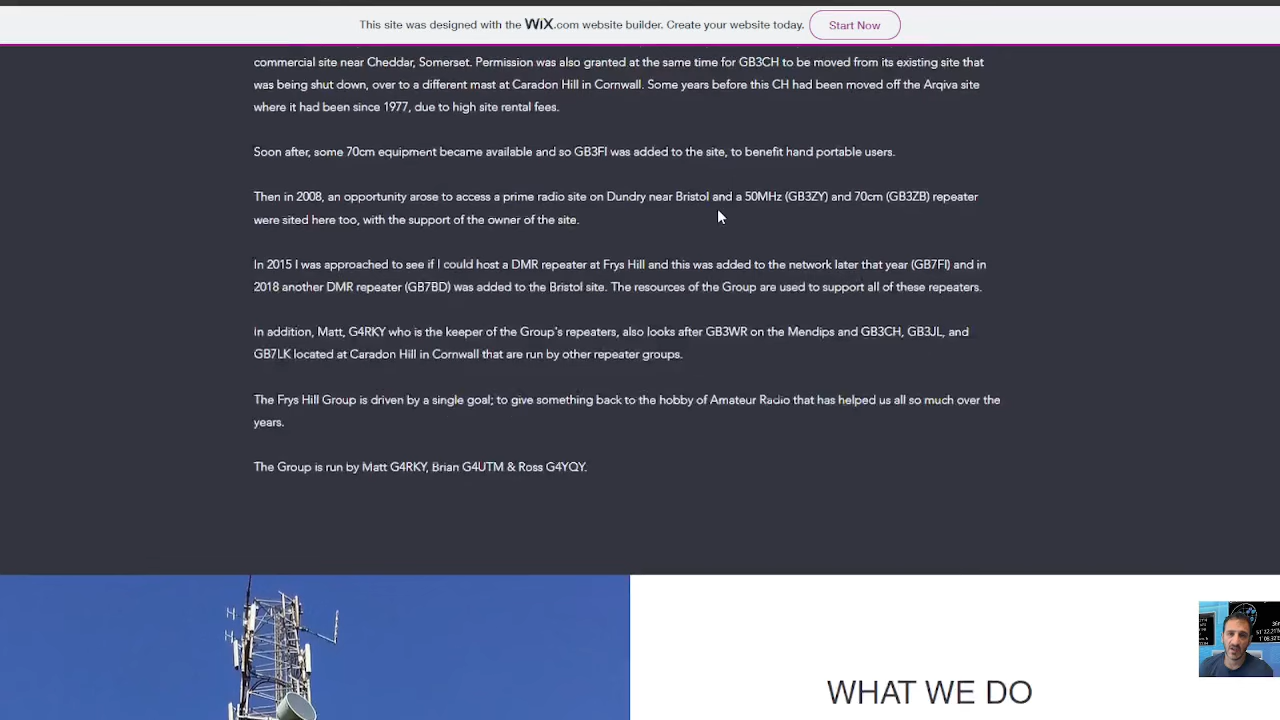 This site was designed with the WiX.com website builder. Create your website today. Start Now
commercial site near Cheddar, Somerset. Permission was also granted at the same time for GB3CH to be moved from its existing site that
was being shut down, over to a different mast at Caradon Hill in Cornwall. Some years before this CH had been moved off the Arqiva site
where it had been since 1977, due to high site rental fees.
Soon after, some 70cm equipment became available and so GB3FI was added to the site, to benefit hand portable users.
Then in 2008, an opportunity arose to access a prime radio site on Dundry near Bristol and a 50MHz (GB3ZY) and 70cm (GB3ZB) repeater
were sited here too, with the support of the owner of the site.
In 2015 I was approached to see if I could host a DMR repeater at Frys Hill and this was added to the network later that year (GB7FI) and in
2018 another DMR repeater (GB7BD) was added to the Bristol site. The resources of the Group are used to support all of these repeaters.
In addition, Matt, G4RKY who is the keeper of the Group's repeaters, also looks after GB3WR on the Mendips and GB3CH, GB3JL, and
GB7LK located at Caradon Hill in Cornwall that are run by other repeater groups.
The Frys Hill Group is driven by a single goal; to give something back to the hobby of Amateur Radio that has helped us all so much over the
years.
The Group is run by Matt G4RKY, Brian G4UTM & Ross G4YQY.
WHAT WE DO